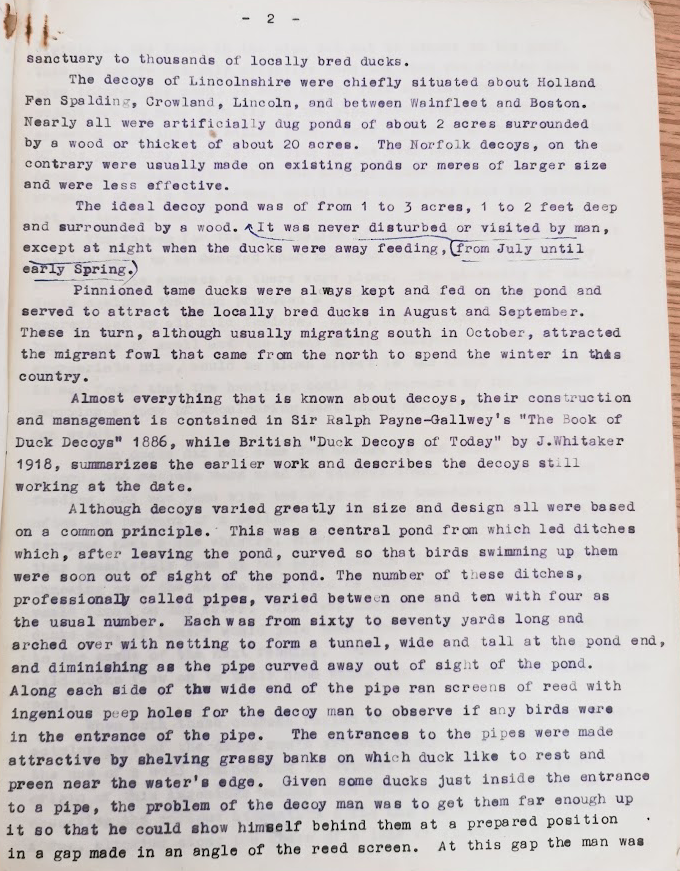 - 2 -
sanctuary to thousands of locally bred ducks.
The decoys of Lincolnshire were chiefly situated about Holland
Fen Spalding, Crowland, Lincoln, and between Wainfleet and Boston.
Nearly all were artificially dug ponds of about 2 acres surrounded
by a wood or thicket of about 20 acres. The Norfolk decoys, on the
contrary were usually made on existing ponds or meres of larger size
and were less effective.
The ideal decoy pond was of from 1 to 3 acres, 1 to 2 feet deep
and surrounded by a wood. It was never disturbed or visited by man,
except at night when the ducks were away feeding, (from July until
early Spring.)
Pinnioned tame ducks were always kept and fed on the pond and
served to attract the locally bred ducks in August and September.
These in turn, although usually migrating south in October, attracted
the migrant fowl that came from the north to spend the winter in this
country.
Almost everything that is known about decoys, their construction
and management is contained in Sir Ralph Payne-Gallwey's "The Book of
Duck Decoys" 1886, while British "Duck Decoys of Today" by J.Whitaker
1918, summarizes the earlier work and describes the decoys still
working at the date.
Although decoys varied greatly in size and design all were based
on a common principle. This was a central pond from which led ditches
which, after leaving the pond, curved so that birds swimming up them
were soon out of sight of the pond. The number of these ditches,
professionally called pipes, varied between one and ten with four as
the usual number. Each was from sixty to seventy yards long and
arched over with netting to form a tunnel, wide and tall at the pond end,
and diminishing as the pipe curved away out of sight of the pond.
Along each side of the wide end of the pipe ran screens of reed with
ingenious peep holes for the decoy man to observe if any birds were
in the entrance of the pipe. The entrances to the pipes were made
attractive by shelving grassy banks on which duck like to rest and
preen near the water's edge. Given some ducks just inside the entrance
to a pipe, the problem of the decoy man was to get them far enough up
it so that he could show himself behind them at a prepared position
in a gap made in an angle of the reed screen. At this gap the man was